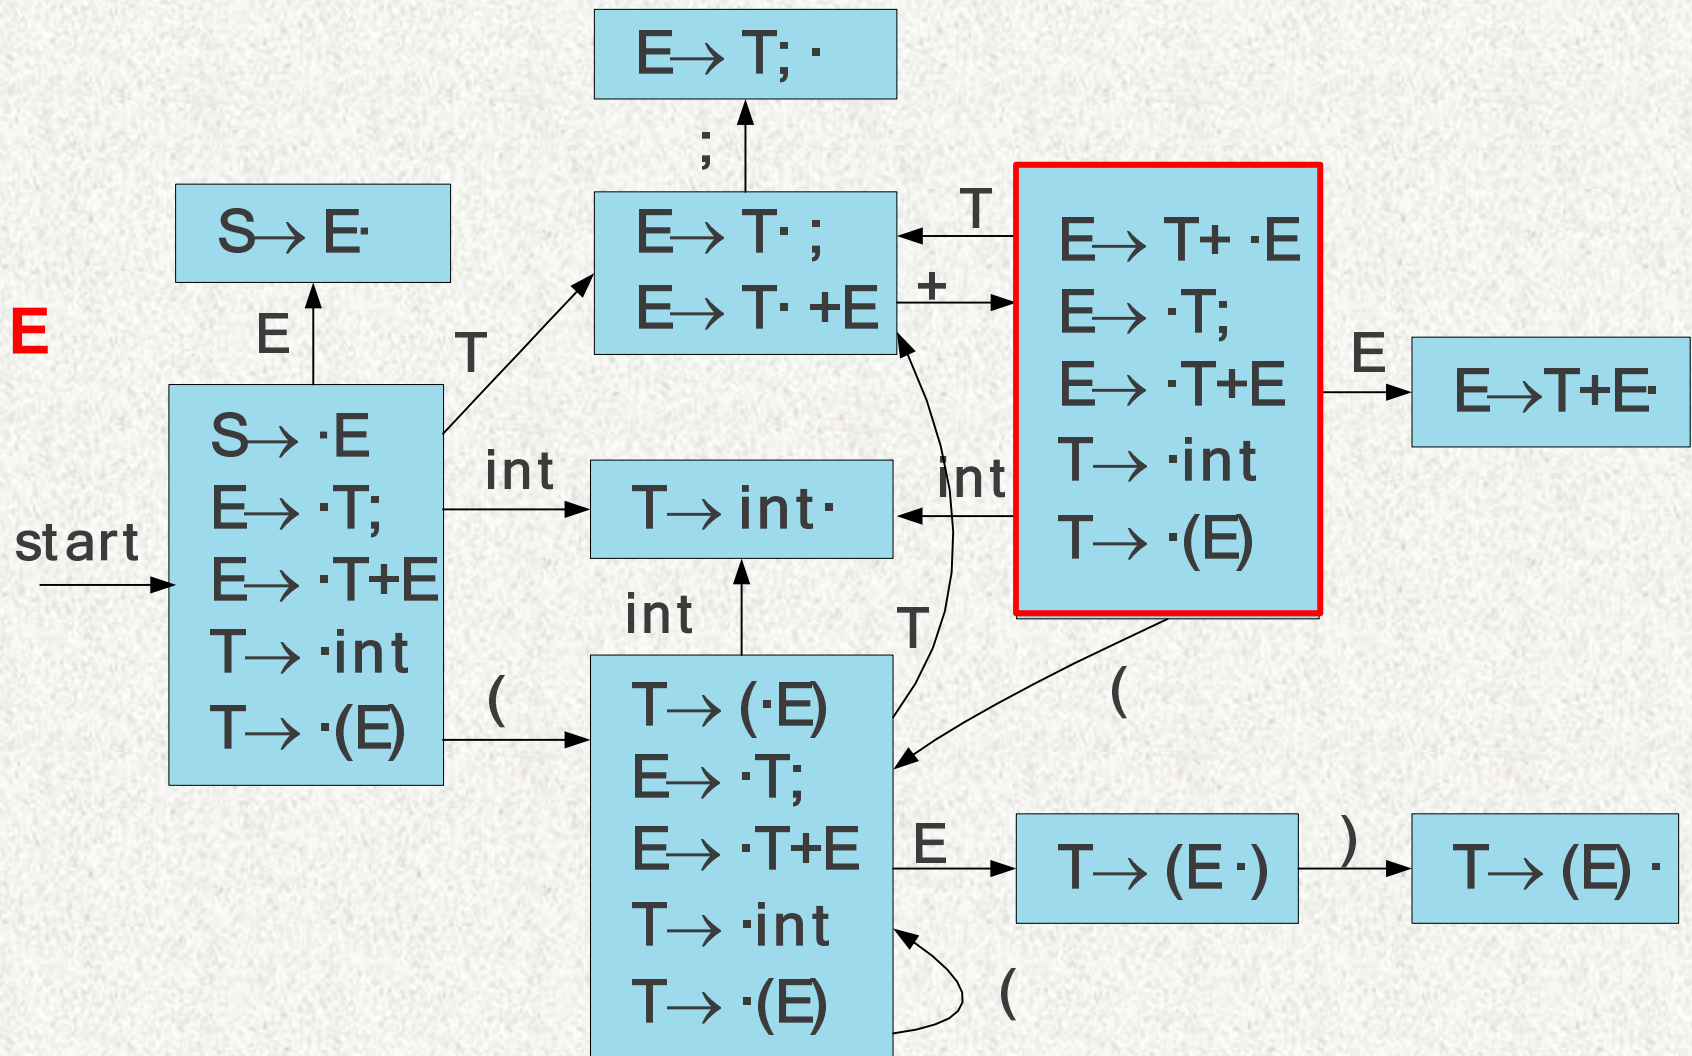 E→ T; ·
;
S→ E·
E→ T· ;
E→ T· +E
T
+
E→ T+ ·E
E→ ·T;
E→ ·T+E
T→ ·int
T→ ·(E)
E
E
T
E
E→T+E·
start
S→ ·E
E→ ·T;
E→ ·T+E
T→ ·int
T→ ·(E)
int
T→ int·
int
int
T
(
(
T→ (·E)
E→ ·T;
E→ ·T+E
T→ ·int
T→ ·(E)
E
T→ (E ·)
)
T→ (E) ·
(